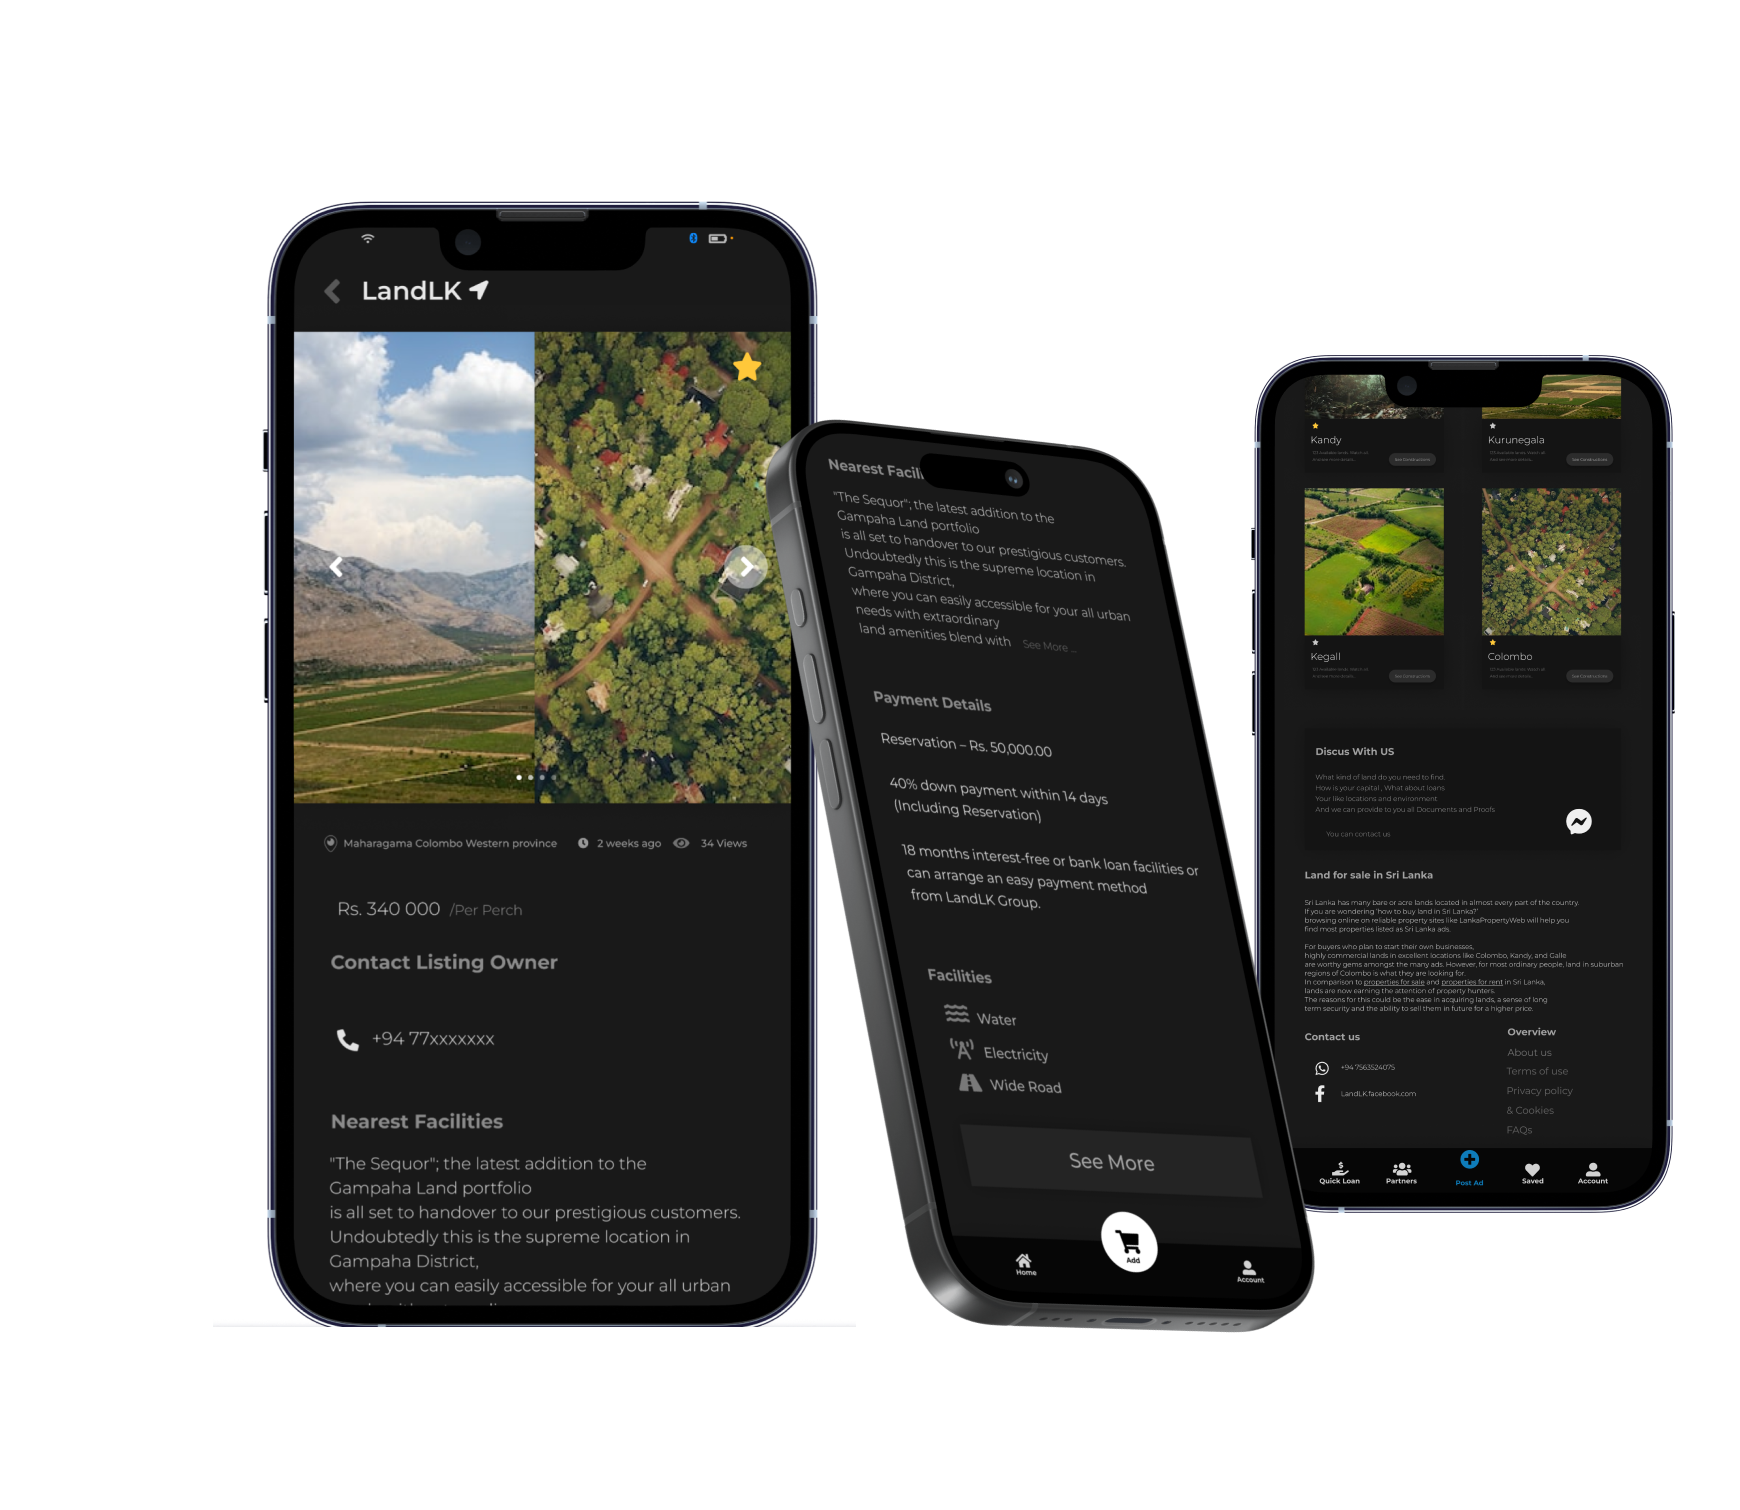 LandLK
Maharagama Colombo Western province
2 weeks ago
34 Views
Rs. 340 000 /Per Perch
Contact Listing Owner
+94 77xxxxxxx
Nearest Facilities
"The Sequor"; the latest addition to the
Gampaha Land portfolio
is all set to handover to our prestigious customers.
Undoubtedly this is the supreme location in
Gampaha District,
where you can easily accessible for your all urban
Nearest Facili
"The Sequor"; the latest addition to the
Gampaha Land portfolio
is all set to handover to our prestigious customers.
Undoubtedly this is the supreme location in
Gampaha District,
where you can easily accessible for your all urban
needs with extraordinary
land amenities blend with See More ...
Payment Details
Reservation – Rs. 50,000.00
40% down payment within 14 days
(Including Reservation)
18 months interest-free or bank loan facilities or
can arrange an easy payment method
from LandLK Group.
Facilities
Water
Electricity
Wide Road
See More
Home
Add
Account
Kandy
See Constructions
Kurunegala
See Constructions
Kegall
See Constructions
Colombo
See Constructions
Discus With US
What kind of land do you need to find.
How is your capital , What about loans
Your like locations and environment
And we can provide to you all Documents and Proofs.
You can contact us
Land for sale in Sri Lanka
Sri Lanka has many bare or acre lands located in almost every part of the country.
If you are wondering 'how to buy land in Sri Lanka?'
browsing online on reliable property sites like LankaPropertyWeb will help you
find most properties listed as Sri Lanka ads.
For buyers who plan to start their own businesses,
highly commercial lands in excellent locations like Colombo, Kandy, and Galle
are worthy gems amongst the many ads. However, for most ordinary people, land in suburban
regions of Colombo is what they are looking for.
In comparison to properties for sale and properties for rent in Sri Lanka,
lands are now earning the attention of property hunters.
The reasons for this could be the ease in acquiring lands, a sense of long
term security and the ability to sell them in future for a higher price.
Contact us
+94 7563524075
LandLK.facebook.com
Overview
About us
Terms of use
Privacy policy
& Cookies
FAQs
Quick Loan
Partners
Post Ad
Saved
Account